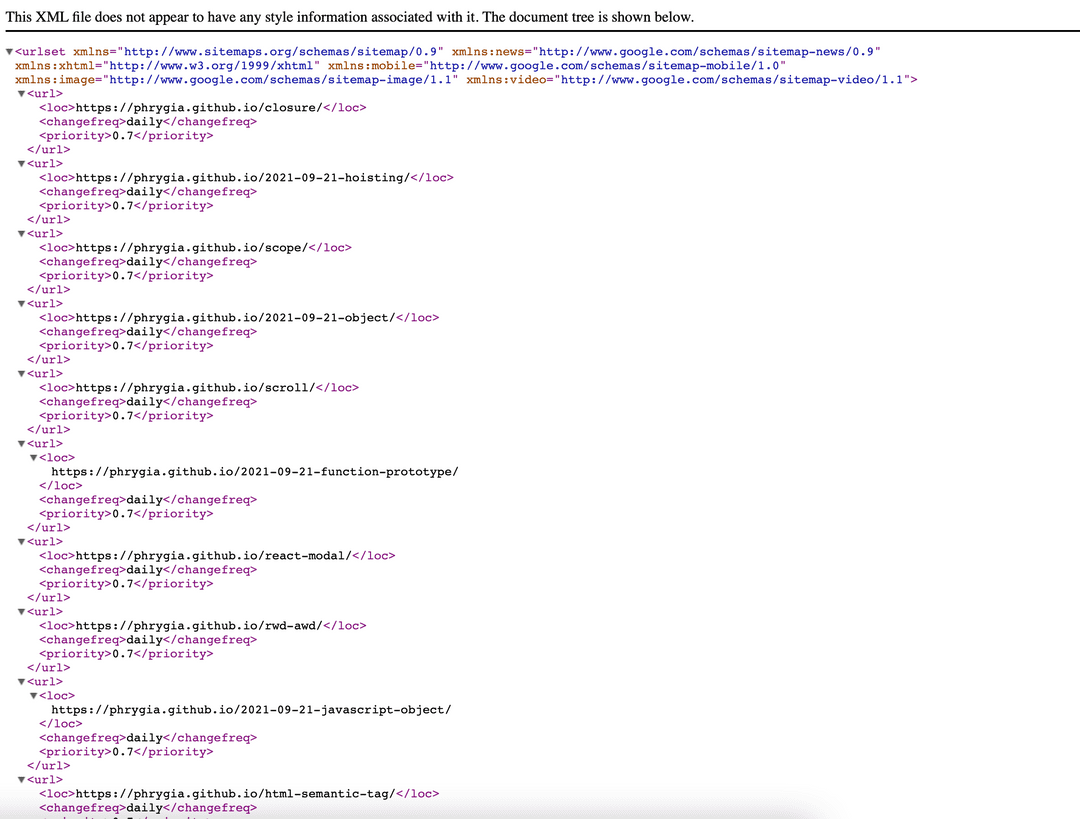 This XML file does not appear to have any style information associated with it. The document tree is shown below.
▼<urlset xmlns="http://www.sitemaps.org/schemas/sitemap/0.9" xmlns:news="http://www.google.com/schemas/sitemap-news/0.9"
xmlns:xhtml="http://www.w3.org/1999/xhtml" xmlns:mobile="http://www.google.com/schemas/sitemap-mobile/1.0"
xmlns:image="http://www.google.com/schemas/sitemap-image/1.1" xmlns:video="http://www.google.com/schemas/sitemap-video/1.1">
▼<url>
<loc>https://phrygia.github.io/closure/</loc>
<changefreq>daily</changefreq>
<priority>0.7</priority>
</url>
▼<url>
<loc>https://phrygia.github.io/2021-09-21-hoisting/</loc>
<changefreq>daily</changefreq>
<priority>0.7</priority>
</url>
▼<url>
<loc>https://phrygia.github.io/scope/</loc>
<changefreq>daily</changefreq>
<priority>0.7</priority>
</url>
▼<url>
<loc>https://phrygia.github.io/2021-09-21-object/</loc>
<changefreq>daily</changefreq>
<priority>0.7</priority>
</url>
▼<url>
<loc>https://phrygia.github.io/scroll/</loc>
<changefreq>daily</changefreq>
<priority>0.7</priority>
</url>
▼<url>
▼<loc>
https://phrygia.github.io/2021-09-21-function-prototype/
</loc>
<changefreq>daily</changefreq>
<priority>0.7</priority>
</url>
▼<url>
<loc>https://phrygia.github.io/react-modal/</loc>
<changefreq>daily</changefreq>
<priority>0.7</priority>
</url>
▼<url>
<loc>https://phrygia.github.io/rwd-awd/</loc>
<changefreq>daily</changefreq>
<priority>0.7</priority>
</url>
▼<url>
▼<loc>
https://phrygia.github.io/2021-09-21-javascript-object/
</loc>
<changefreq>daily</changefreq>
<priority>0.7</priority>
</url>
▼<url>
<loc>https://phrygia.github.io/html-semantic-tag/</loc>
<changefreq>daily</changefreq>